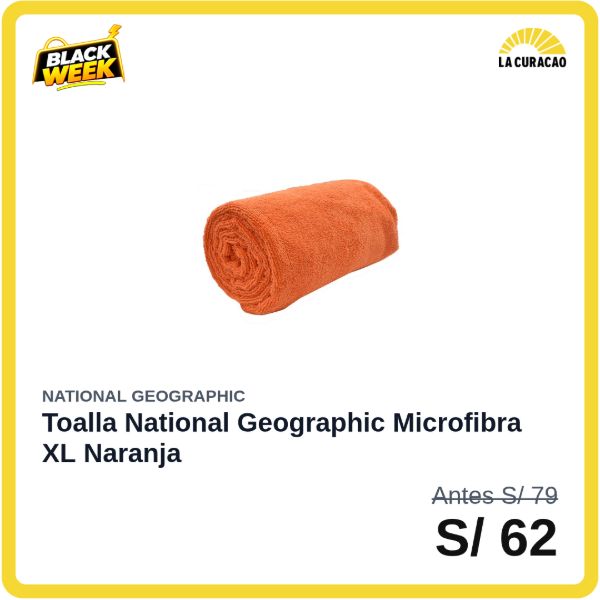 BLACK
WEEK
LA CURACAO
NATIONAL GEOGRAPHIC
Toalla National Geographic Microfibra
XL Naranja
Antes S/ 79
S/ 62